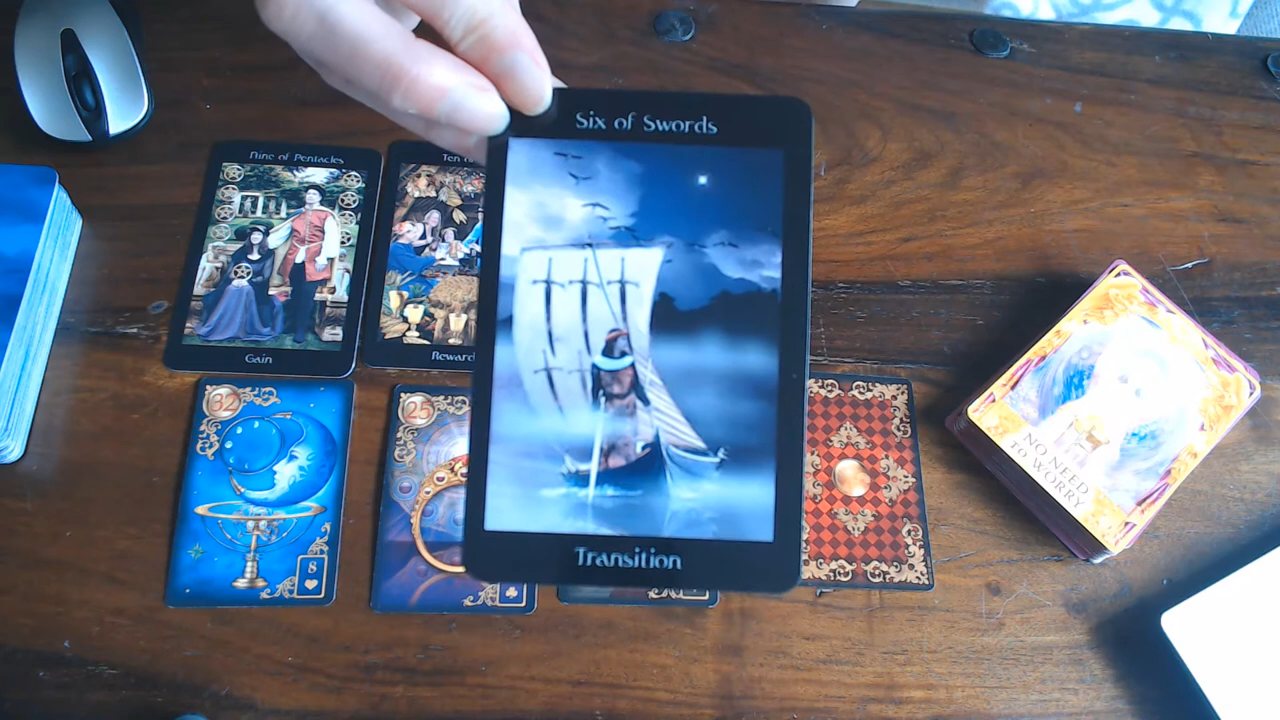 Six of Swords
Nine of Pentacles
Ten
Gain
Reward
Transition
32
25
8
NO NEED
TO WORRY